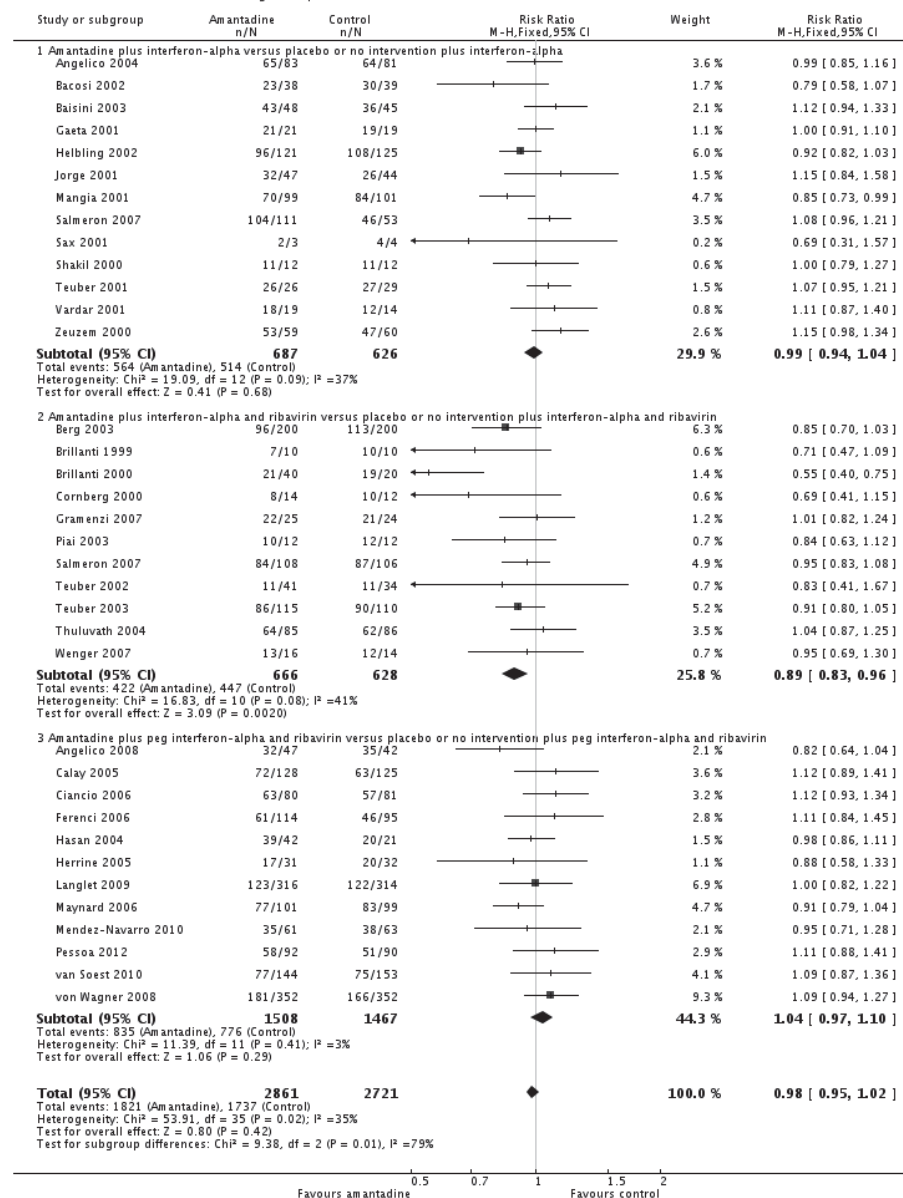 Study or subgroup Amantadine Control Risk Ratio Weight Risk Ratio
n/N n/N M-H,Fixed,95% CI M-H,Fixed,95% CI
1 Amantadine plus interferon-alpha versus placebo or no intervention plus interferon-alpha
Angelico 2004 65/83 64/81 3.6 % 0.99 [ 0.85, 1.16 ]
Bacosi 2002 23/38 30/39 1.7 % 0.79 [ 0.58, 1.07 ]
Baisini 2003 43/48 36/45 2.1 % 1.12 [ 0.94, 1.33 ]
Gaeta 2001 21/21 19/19 1.1 % 1.00 [ 0.91, 1.10 ]
Helbling 2002 96/121 108/125 6.0 % 0.92 [ 0.82, 1.03 ]
Jorge 2001 32/47 26/44 1.5 % 1.15 [ 0.84, 1.58 ]
Mangia 2001 70/99 84/101 4.7 % 0.85 [ 0.73, 0.99 ]
Salmeron 2007 104/111 46/53 3.5 % 1.08 [ 0.96, 1.21 ]
Sax 2001 2/3 4/4 0.2 % 0.69 [ 0.31, 1.57 ]
Shakil 2000 11/12 11/12 0.6 % 1.00 [ 0.79, 1.27 ]
Teuber 2001 26/26 27/29 1.5 % 1.07 [ 0.95, 1.21 ]
Vardar 2001 18/19 12/14 0.8 % 1.11 [ 0.87, 1.40 ]
Zeuzem 2000 53/59 47/60 2.6 % 1.15 [ 0.98, 1.34 ]
Subtotal (95% CI) 687 626 29.9 % 0.99 [ 0.94, 1.04 ]
Total events: 564 (Amantadine), 514 (Control)
Heterogeneity: Chi² = 19.09, df = 12 (P = 0.09); I² =37%
Test for overall effect: Z = 0.41 (P = 0.68)
2 Amantadine plus interferon-alpha and ribavirin versus placebo or no intervention plus interferon-alpha and ribavirin
Berg 2003 96/200 113/200 6.3 % 0.85 [ 0.70, 1.03 ]
Brillanti 1999 7/10 10/10 0.6 % 0.71 [ 0.47, 1.09 ]
Brillanti 2000 21/40 19/20 1.4 % 0.55 [ 0.40, 0.75 ]
Cornberg 2000 8/14 10/12 0.6 % 0.69 [ 0.41, 1.15 ]
Gramenzi 2007 22/25 21/24 1.2 % 1.01 [ 0.82, 1.24 ]
Piai 2003 10/12 12/12 0.7 % 0.84 [ 0.63, 1.12 ]
Salmeron 2007 84/108 87/106 4.9 % 0.95 [ 0.83, 1.08 ]
Teuber 2002 11/41 11/34 0.7 % 0.83 [ 0.41, 1.67 ]
Teuber 2003 86/115 90/110 5.2 % 0.91 [ 0.80, 1.05 ]
Thuluvath 2004 64/85 62/86 3.5 % 1.04 [ 0.87, 1.25 ]
Wenger 2007 13/16 12/14 0.7 % 0.95 [ 0.69, 1.30 ]
Subtotal (95% CI) 666 628 25.8 % 0.89 [ 0.83, 0.96 ]
Total events: 422 (Amantadine), 447 (Control)
Heterogeneity: Chi² = 16.83, df = 10 (P = 0.08); I² =41%
Test for overall effect: Z = 3.09 (P = 0.0020)
3 Amantadine plus peg interferon-alpha and ribavirin versus placebo or no intervention plus peg interferon-alpha and ribavirin
Angelico 2008 32/47 35/42 2.1 % 0.82 [ 0.64, 1.04 ]
Calay 2005 72/128 63/125 3.6 % 1.12 [ 0.89, 1.41 ]
Ciancio 2006 63/80 57/81 3.2 % 1.12 [ 0.93, 1.34 ]
Ferenci 2006 61/114 46/95 2.8 % 1.11 [ 0.84, 1.45 ]
Hasan 2004 39/42 20/21 1.5 % 0.98 [ 0.86, 1.11 ]
Herrine 2005 17/31 20/32 1.1 % 0.88 [ 0.58, 1.33 ]
Langlet 2009 123/316 122/314 6.9 % 1.00 [ 0.82, 1.22 ]
Maynard 2006 77/101 83/99 4.7 % 0.91 [ 0.79, 1.04 ]
Mendez-Navarro 2010 35/61 38/63 2.1 % 0.95 [ 0.71, 1.28 ]
Pessoa 2012 58/92 51/90 2.9 % 1.11 [ 0.88, 1.41 ]
van Soest 2010 77/144 75/153 4.1 % 1.09 [ 0.87, 1.36 ]
von Wagner 2008 181/352 166/352 9.3 % 1.09 [ 0.94, 1.27 ]
Subtotal (95% CI) 1508 1467 44.3 % 1.04 [ 0.97, 1.10 ]
Total events: 835 (Amantadine), 776 (Control)
Heterogeneity: Chi² = 11.39, df = 11 (P = 0.41); I² =3%
Test for overall effect: Z = 1.06 (P = 0.29)
Total (95% CI) 2861 2721 100.0 % 0.98 [ 0.95, 1.02 ]
Total events: 1821 (Amantadine), 1737 (Control)
Heterogeneity: Chi² = 53.91, df = 35 (P = 0.02); I² =35%
Test for overall effect: Z = 0.80 (P = 0.42)
Test for subgroup differences: Chi² = 9.38, df = 2 (P = 0.01), I² =79%
0.5 0.7 1 1.5 2
Favours amantadine Favours control